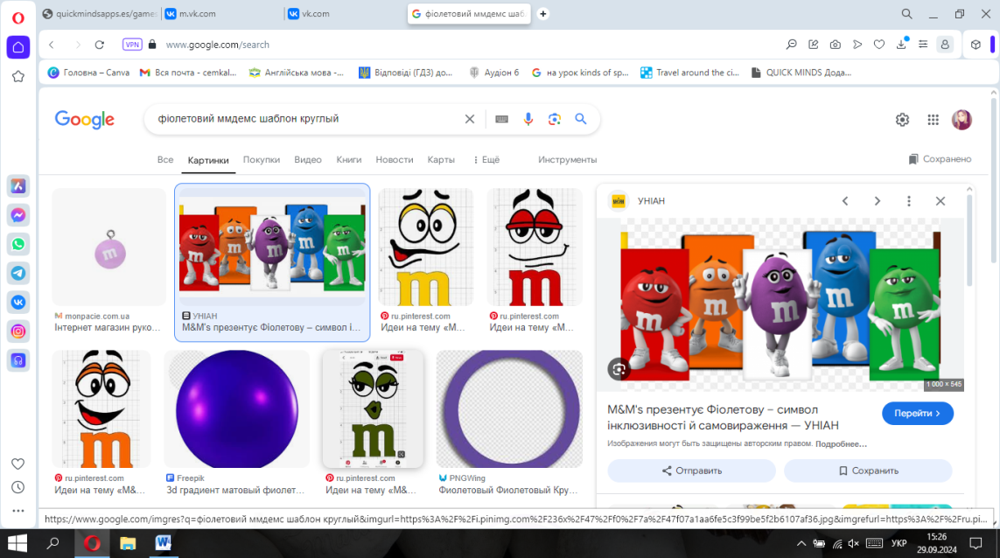 quickmindsapps.es/game
m.vk.com
vk.com
фіолетовий ммдемс шаб
VPN
www.google.com/search
Головна – Canva
Вся почта - cemkal...
Англійська мова -...
Відповіді (ГДЗ) до...
Аудіон 6
на урок kinds of sp...
Travel around the ci...
QUICK MINDS Дода...
Google
фіолетовий ммдемс шаблон круглый
Все
Картинки
Покупки
Видео
Книги
Новости
Карты
Ещё
Инструменты
Сохранено
m
m
m
m
m
m
m
m
monpacie.com.ua
Інтернет магазин руко...
УНІАН
M&M's презентує Фіолетову – символ і...
ru.pinterest.com
Идеи на тему «M...
ru.pinterest.com
Идеи на тему «M...
m
m
ru.pinterest.com
Идеи на тему «M&...
Freepik
3d градиент матовый фиолет...
ru.pinterest.com
Идеи на тему «M&...
PNGWing
Фиолетовый Фиолетовый Кру...
УНІАН
m
m
m
m
m
1 000 × 545
M&M's презентує Фіолетову – символ
інклюзивності й самовираження — УНІАН
Перейти
Изображения могут быть защищены авторским правом. Подробнее...
Отправить
Сохранить
https://www.google.com/imgres?q=фіолетовий ммдемс шаблон круглый&imgurl=https%3A%2F%2Fi.pinimg.com%2F236x%2F47%2Ff0%2F7a%2F47f07a1aa6fe5c3f99be5f2b6107af36.jpg&imgrefurl=https%3A%2F%2Fru.pi...
УКР
15:26
29.09.2024